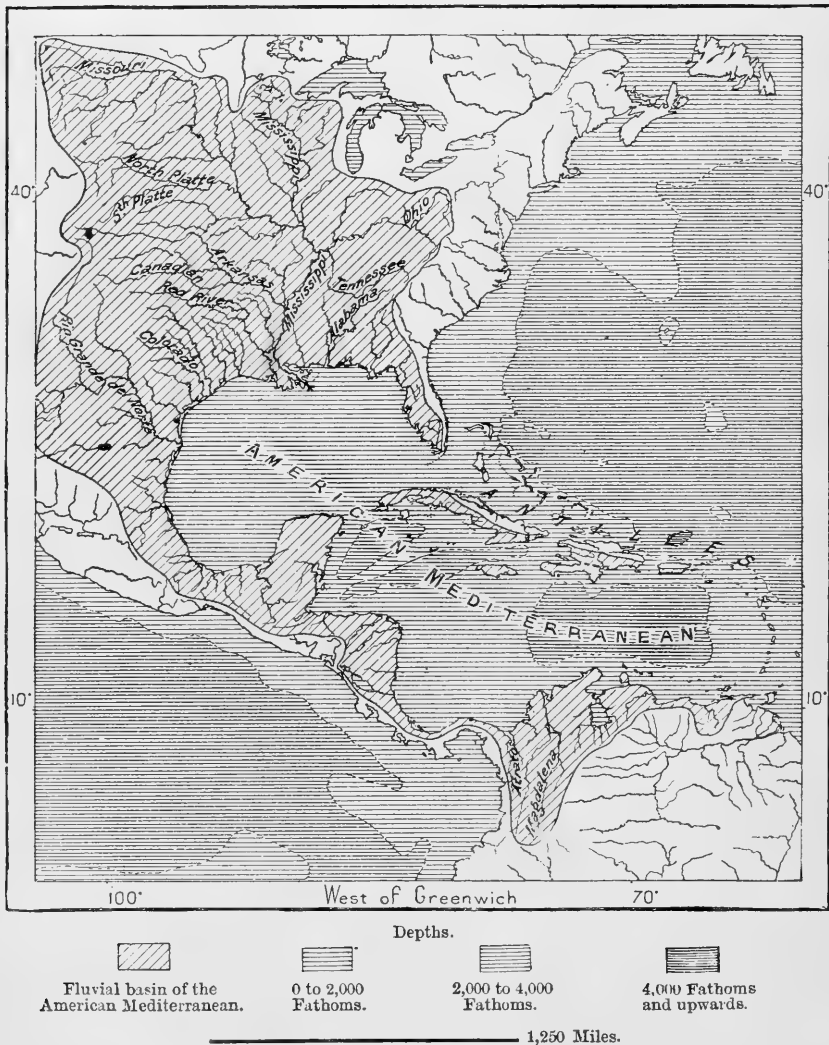 Missouri
Mississippi
40°
40°
North Platte
Sth Platte
Ohio
Arkansas
Canadian
Red River
Mississippi
Tennessee
Alabama
Rio Grande del Norte
Colorado
AMERICAN MEDITERRANEAN
ANTILLES
10°
10°
Magdalena
100°
West of Greenwich
70°
Depths.
Fluvial basin of the
American Mediterranean.
0 to 2,000
Fathoms.
2,000 to 4,000
Fathoms.
4,000 Fathoms
and upwards.
1,250 Miles.